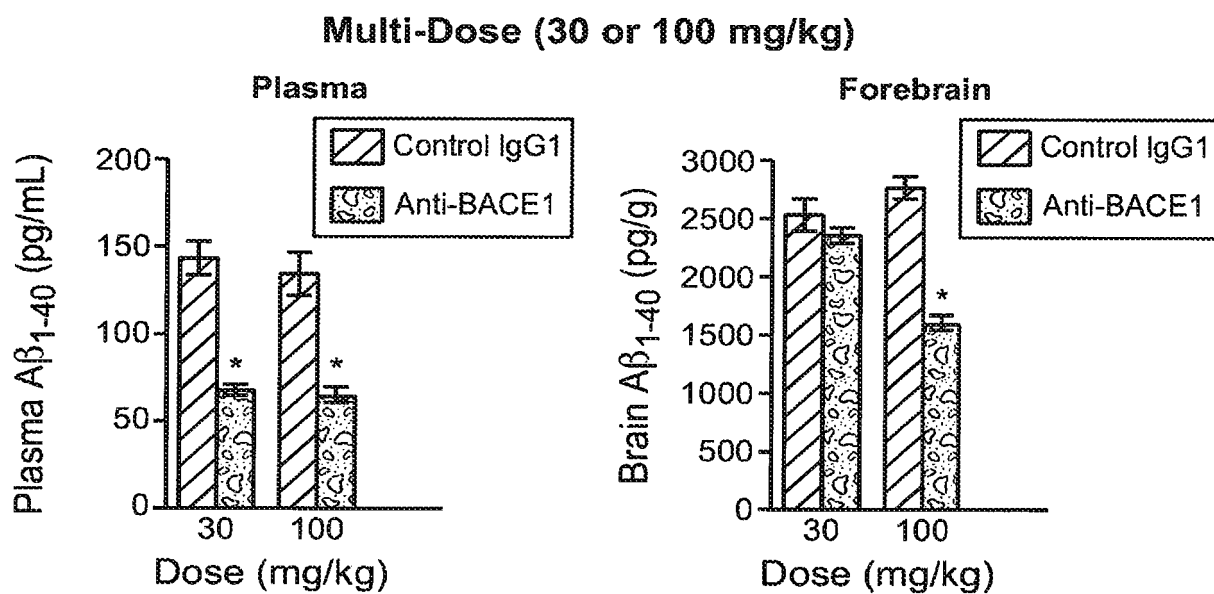 Multi-Dose (30 or 100 mg/kg)
Plasma
Control IgG1
Anti-BACE1
Plasma Aβ1-40 (pg/mL)
200
150
100
50
0
*
*
30
100
Dose (mg/kg)
Forebrain
Control IgG1
Anti-BACE1
Brain Aβ1-40 (pg/g)
3000
2500
2000
1500
1000
500
0
*
30
100
Dose (mg/kg)